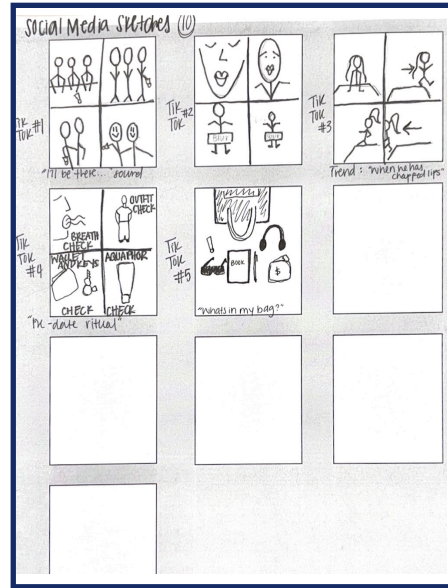 Social Media Sketches (10)
Tik Tok #1
"I'll be there... sound
Tik Tok #2
Blur
Tik Tok #3
Trend: "When he has chapped lips"
Tik Tok #4
BREATH CHECK
OUTFIT CHECK
WALLET AND KEYS CHECK
AQUAPHOR CHECK
"Pre-date ritual"
Tik Tok #5
BOOK
$
"Whats in my bag?"